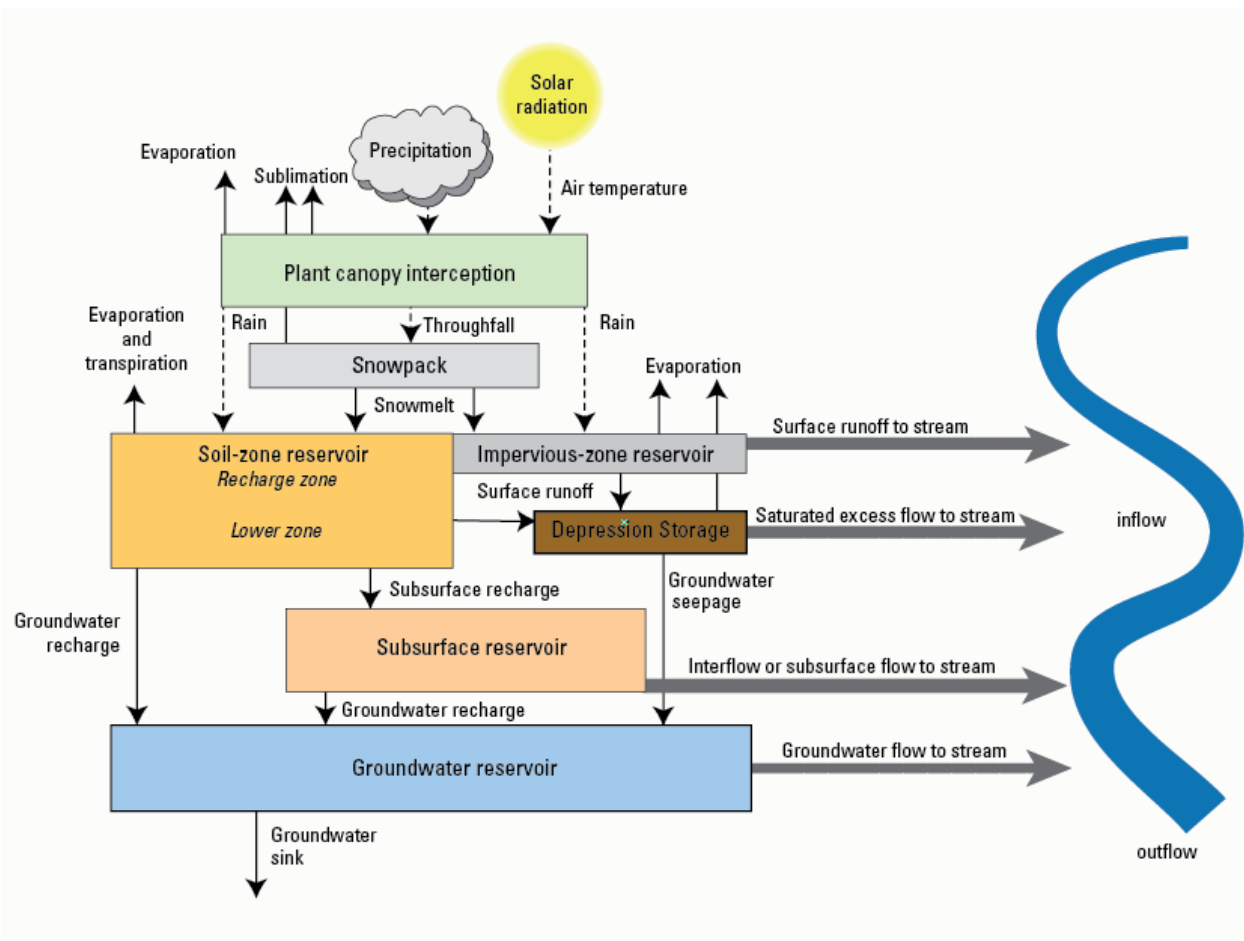 Solar
radiation
Precipitation
Evaporation
Sublimation
Air temperature
Plant canopy interception
Evaporation
and
transpiration
Rain
Throughfall
Rain
Snowpack
Evaporation
Snowmelt
Surface runoff to stream
Soil-zone reservoir
Recharge zone
Lower zone
Impervious-zone reservoir
Surface runoff
Depression Storage
Saturated excess flow to stream
inflow
Groundwater
seepage
Subsurface recharge
Groundwater
recharge
Subsurface reservoir
Interflow or subsurface flow to stream
Groundwater recharge
Groundwater reservoir
Groundwater flow to stream
Groundwater
sink
outflow